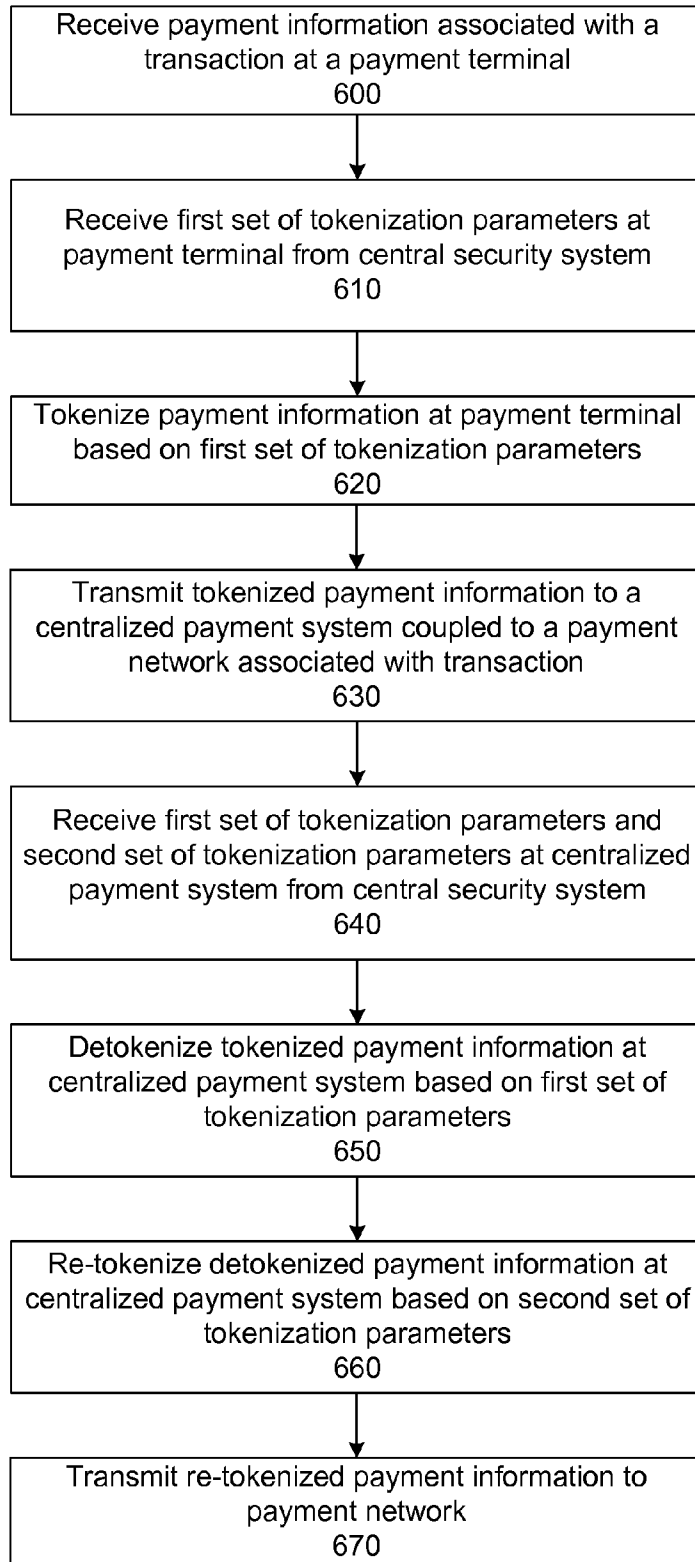 Receive payment information associated with a
transaction at a payment terminal
600
Receive first set of tokenization parameters at
payment terminal from central security system
610
Tokenize payment information at payment terminal
based on first set of tokenization parameters
620
Transmit tokenized payment information to a
centralized payment system coupled to a payment
network associated with transaction
630
Receive first set of tokenization parameters and
second set of tokenization parameters at centralized
payment system from central security system
640
Detokenize tokenized payment information at
centralized payment system based on first set of
tokenization parameters
650
Re-tokenize detokenized payment information at
centralized payment system based on second set of
tokenization parameters
660
Transmit re-tokenized payment information to
payment network
670